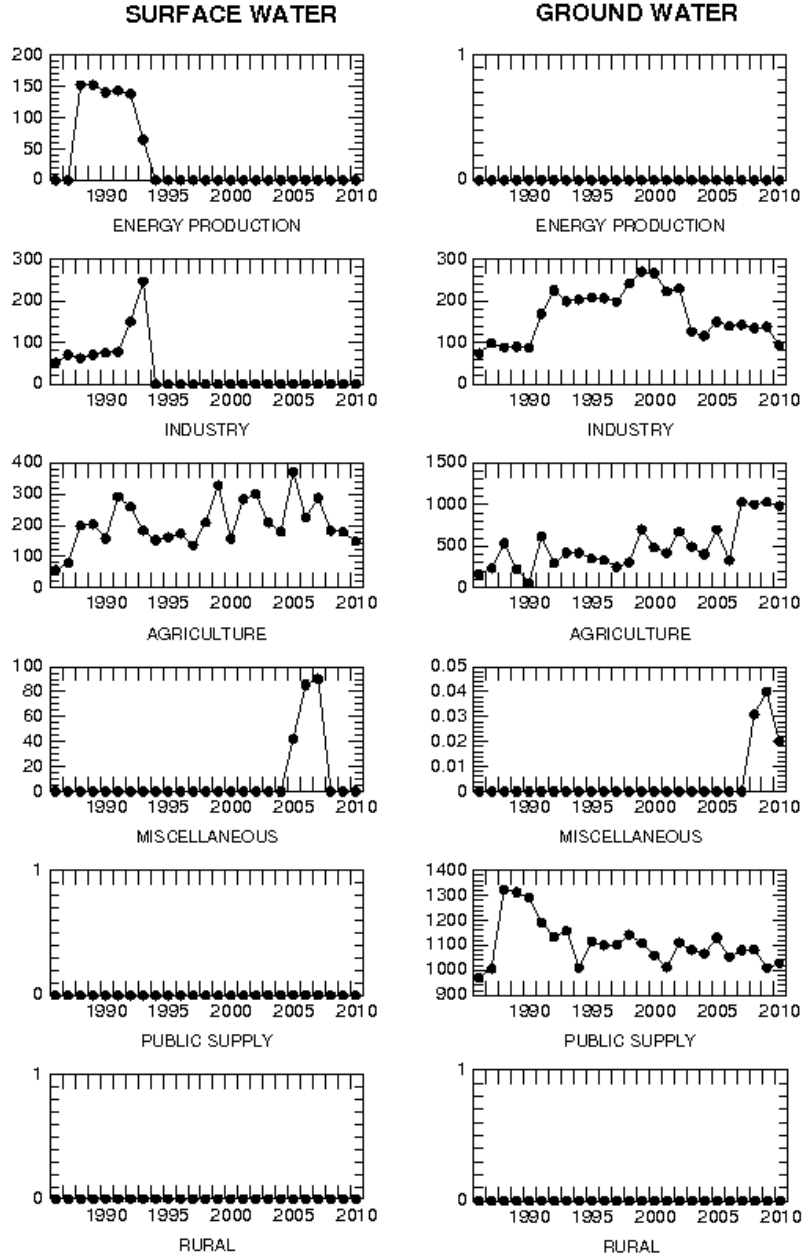 SURFACE WATER
GROUND WATER
200
150
100
50
0
1990 1995 2000 2005 2010
ENERGY PRODUCTION
1
0
1990 1995 2000 2005 2010
ENERGY PRODUCTION
300
200
100
0
1990 1995 2000 2005 2010
INDUSTRY
300
200
100
0
1990 1995 2000 2005 2010
INDUSTRY
400
300
200
100
0
1990 1995 2000 2005 2010
AGRICULTURE
1500
1000
500
0
1990 1995 2000 2005 2010
AGRICULTURE
100
80
60
40
20
0
1990 1995 2000 2005 2010
MISCELLANEOUS
0.05
0.04
0.03
0.02
0.01
0
1990 1995 2000 2005 2010
MISCELLANEOUS
1
0
1990 1995 2000 2005 2010
PUBLIC SUPPLY
1400
1300
1200
1100
1000
900
1990 1995 2000 2005 2010
PUBLIC SUPPLY
1
0
1990 1995 2000 2005 2010
RURAL
1
0
1990 1995 2000 2005 2010
RURAL